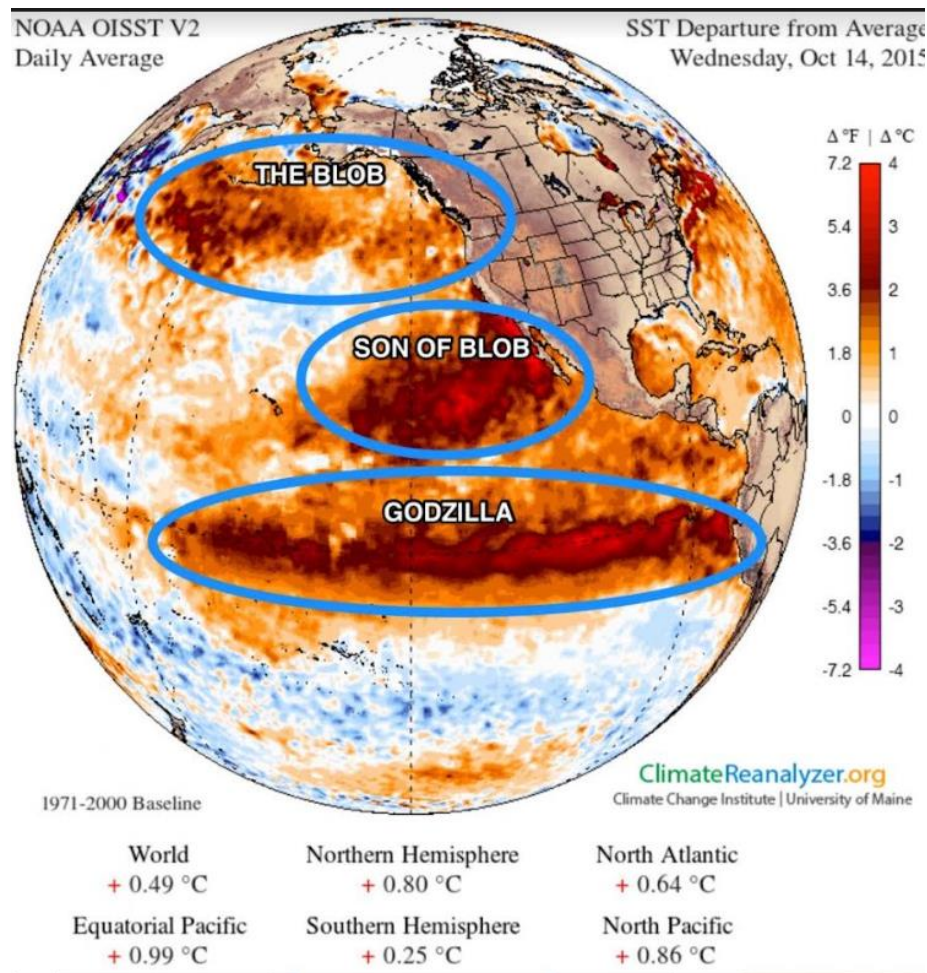 NOAA OISST V2
Daily Average
SST Departure from Average
Wednesday, Oct 14, 2015
Δ °F | Δ °C
7.2 4
5.4 3
3.6 2
1.8 1
0 0
-1.8 -1
-3.6 -2
-5.4 -3
-7.2 -4
THE BLOB
SON OF BLOB
GODZILLA
ClimateReanalyzer.org
Climate Change Institute | University of Maine
1971-2000 Baseline
World
+ 0.49 °C
Northern Hemisphere
+ 0.80 °C
North Atlantic
+ 0.64 °C
Equatorial Pacific
+ 0.99 °C
Southern Hemisphere
+ 0.25 °C
North Pacific
+ 0.86 °C